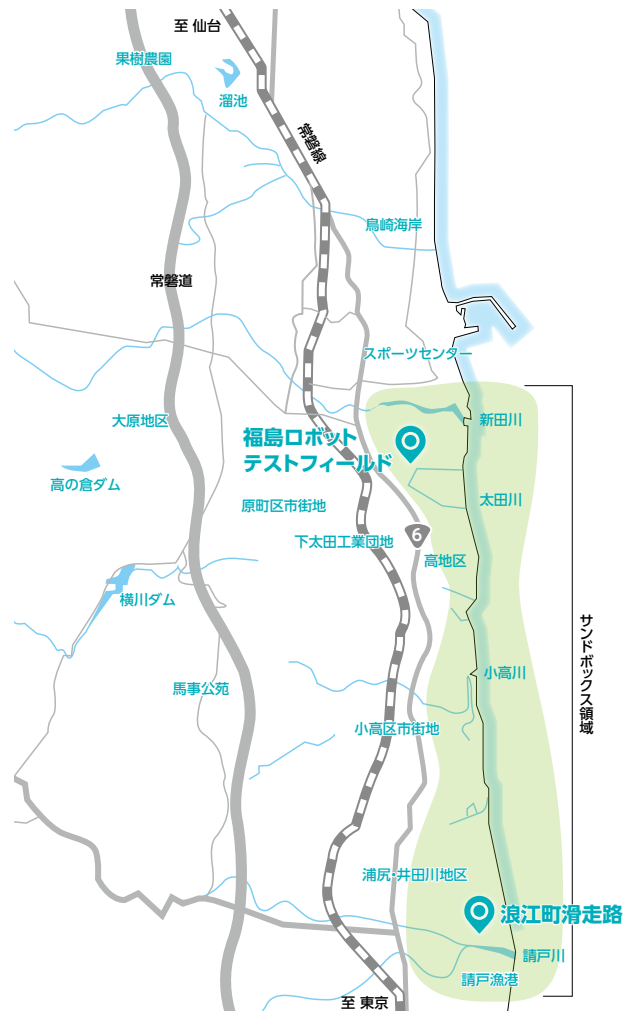 至 仙台
果樹農園
溜池
常磐線
烏崎海岸
常磐道
スポーツセンター
大原地区
新田川
福島ロボット
テストフィールド
高の倉ダム
太田川
原町区市街地
6
下太田工業団地
高地区
横川ダム
サンドボックス領域
小高川
馬事公苑
小高区市街地
浦尻・井田川地区
浪江町滑走路
請戸川
請戸漁港
至 東京